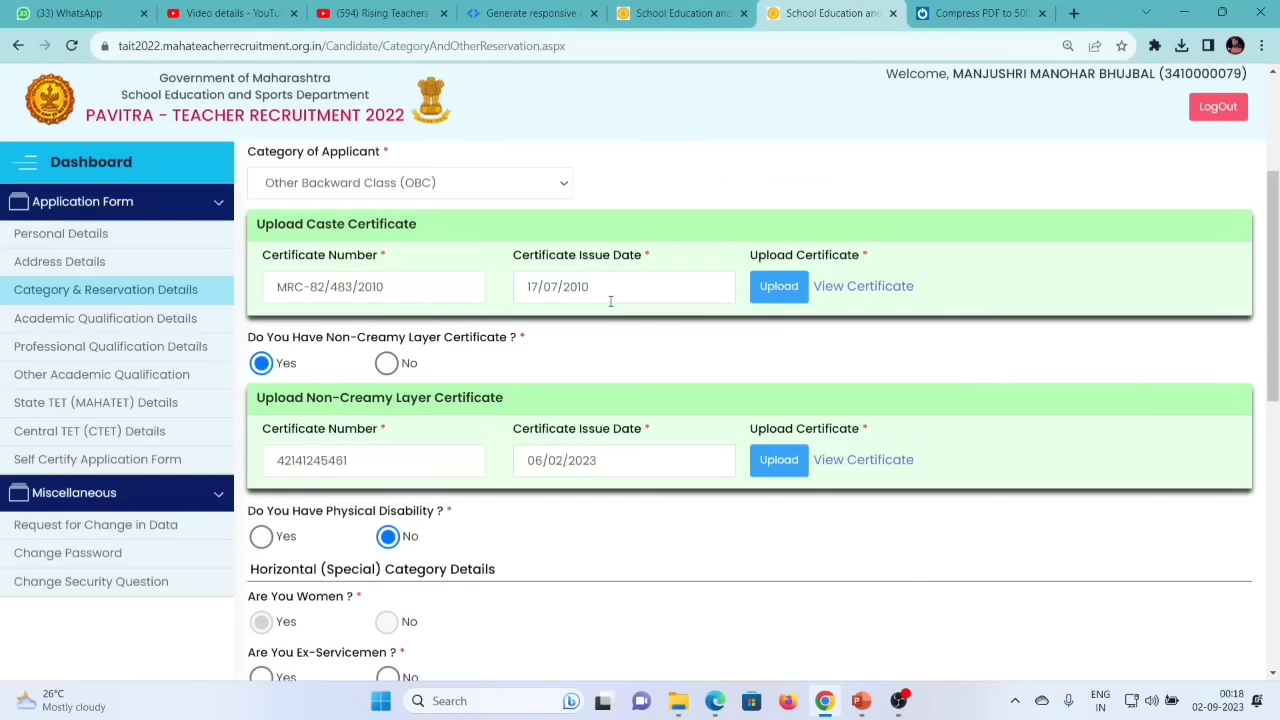 (33) WhatsApp
YouTube Video details
(594) Rising Teachers
Generate responsive
School Education and
School Education and
Compress PDF to 500
tait2022.mahateacherrecruitment.org.in/Candidate/CategoryAndOtherReservation.aspx
Government of Maharashtra
School Education and Sports Department
PAVITRA - TEACHER RECRUITMENT 2022
Welcome, MANJUSHRI MANOHAR BHUJBAL (3410000079)
LogOut
Dashboard
Application Form
Personal Details
Address Details
Category & Reservation Details
Academic Qualification Details
Professional Qualification Details
Other Academic Qualification
State TET (MAHATET) Details
Central TET (CTET) Details
Self Certify Application Form
Miscellaneous
Request for Change in Data
Change Password
Change Security Question
Category of Applicant *
Other Backward Class (OBC)
Upload Caste Certificate
Certificate Number * Certificate Issue Date * Upload Certificate *
MRC-82/483/2010 17/07/2010 Upload View Certificate
Do You Have Non-Creamy Layer Certificate ? *
Yes No
Upload Non-Creamy Layer Certificate
Certificate Number * Certificate Issue Date * Upload Certificate *
42141245461 06/02/2023 Upload View Certificate
Do You Have Physical Disability ? *
Yes No
Horizontal (Special) Category Details
Are You Women ? *
Yes No
Are You Ex-Servicemen ? *
Yes No
26°C
Mostly cloudy
Search
ENG
IN
00:18
02-09-2023